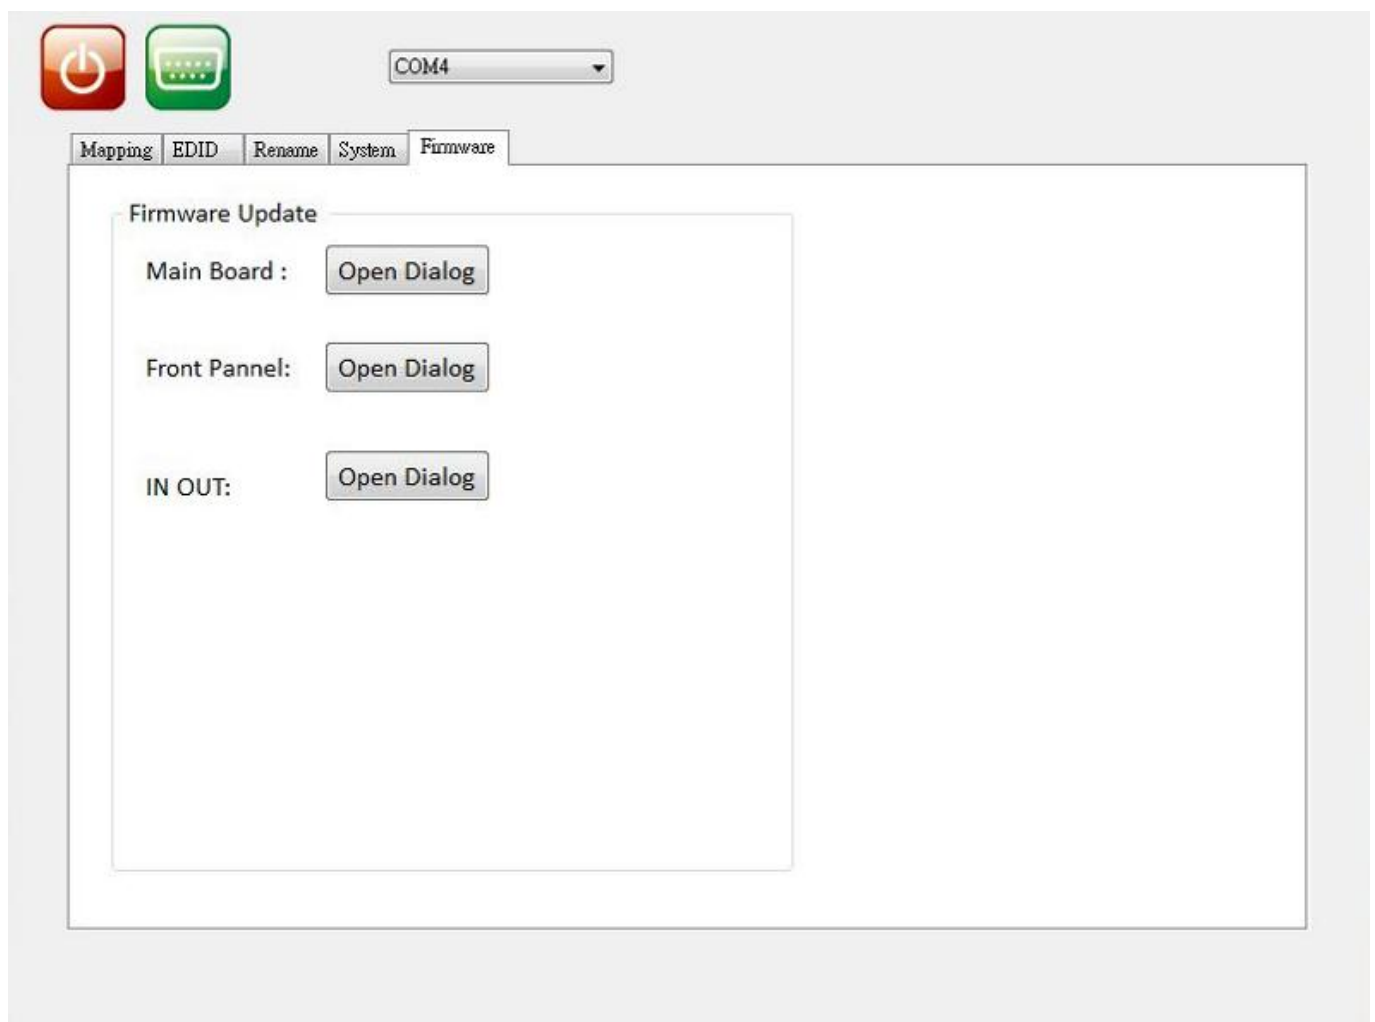 COM4
Mapping EDID Rename System Firmware
Firmware Update
Main Board : Open Dialog
Front Pannel: Open Dialog
IN OUT: Open Dialog